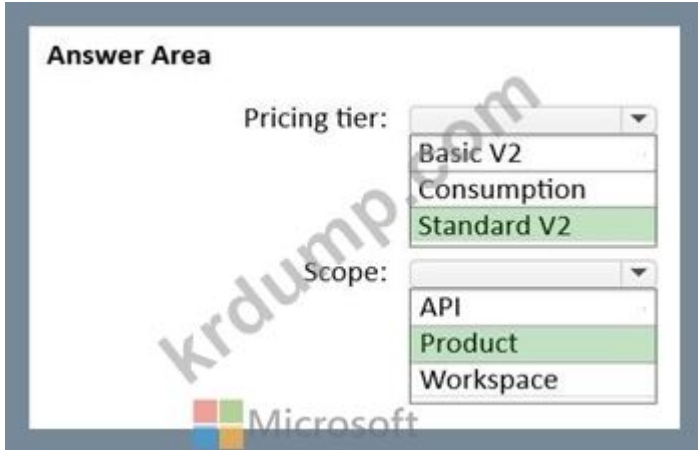 Answer Area
Pricing tier:
Basic V2
Consumption
Standard V2
Scope:
API
Product
Workspace
krdump.com
Microsoft